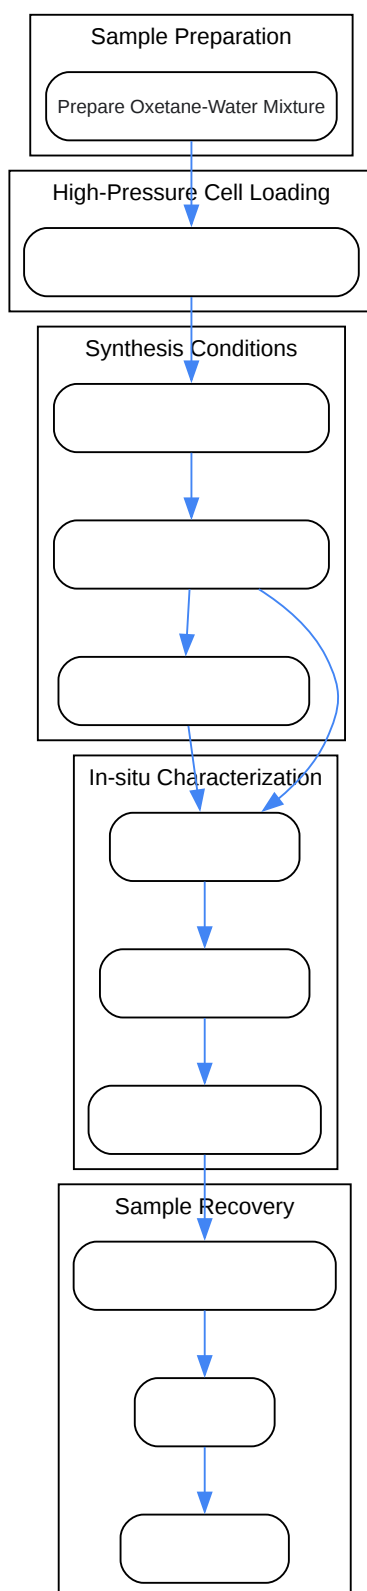 Sample Preparation
Prepare Oxetane-Water Mixture
High-Pressure Cell Loading
Synthesis Conditions
In-situ Characterization
Sample Recovery